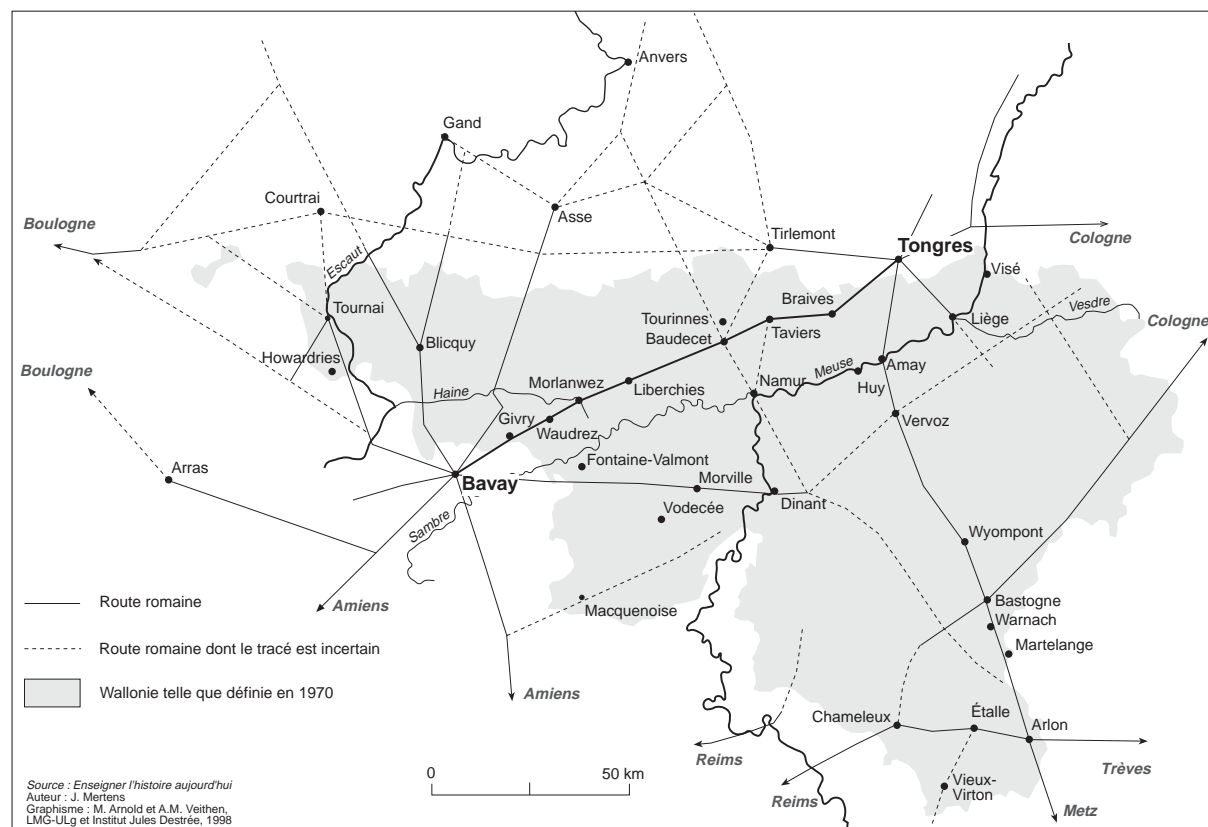 Anvers
Gand
Courtrai
Asse
Boulogne
Tirlemont
Tongres
Cologne
Escaut
Visé
Braives
Tournai
Tourinnes
Taviers
Liège
Vesdre
Cologne
Blicquy
Baudecet
Howardries
Boulogne
Meuse
Amay
Haine
Morlanwez
Liberchies
Namur
Huy
Givry
Waudrez
Vervoz
Fontaine-Valmont
Arras
Bavay
Morville
Vodecée
Dinant
Sambre
Wyompont
Route romaine
Amiens
Macquenoise
Bastogne
Warnach
Route romaine dont le tracé est incertain
Martelange
Wallonie telle que définie en 1970
Amiens
Chameleux
Étalle
Arlon
Reims
Trèves
0
50 km
Reims
Vieux-
Virton
Metz
Source : Enseigner l'histoire aujourd'hui
Auteur : J. Mertens
Graphisme : M. Arnold et A.M. Veithen,
LMG-ULg et Institut Jules Destrée, 1998